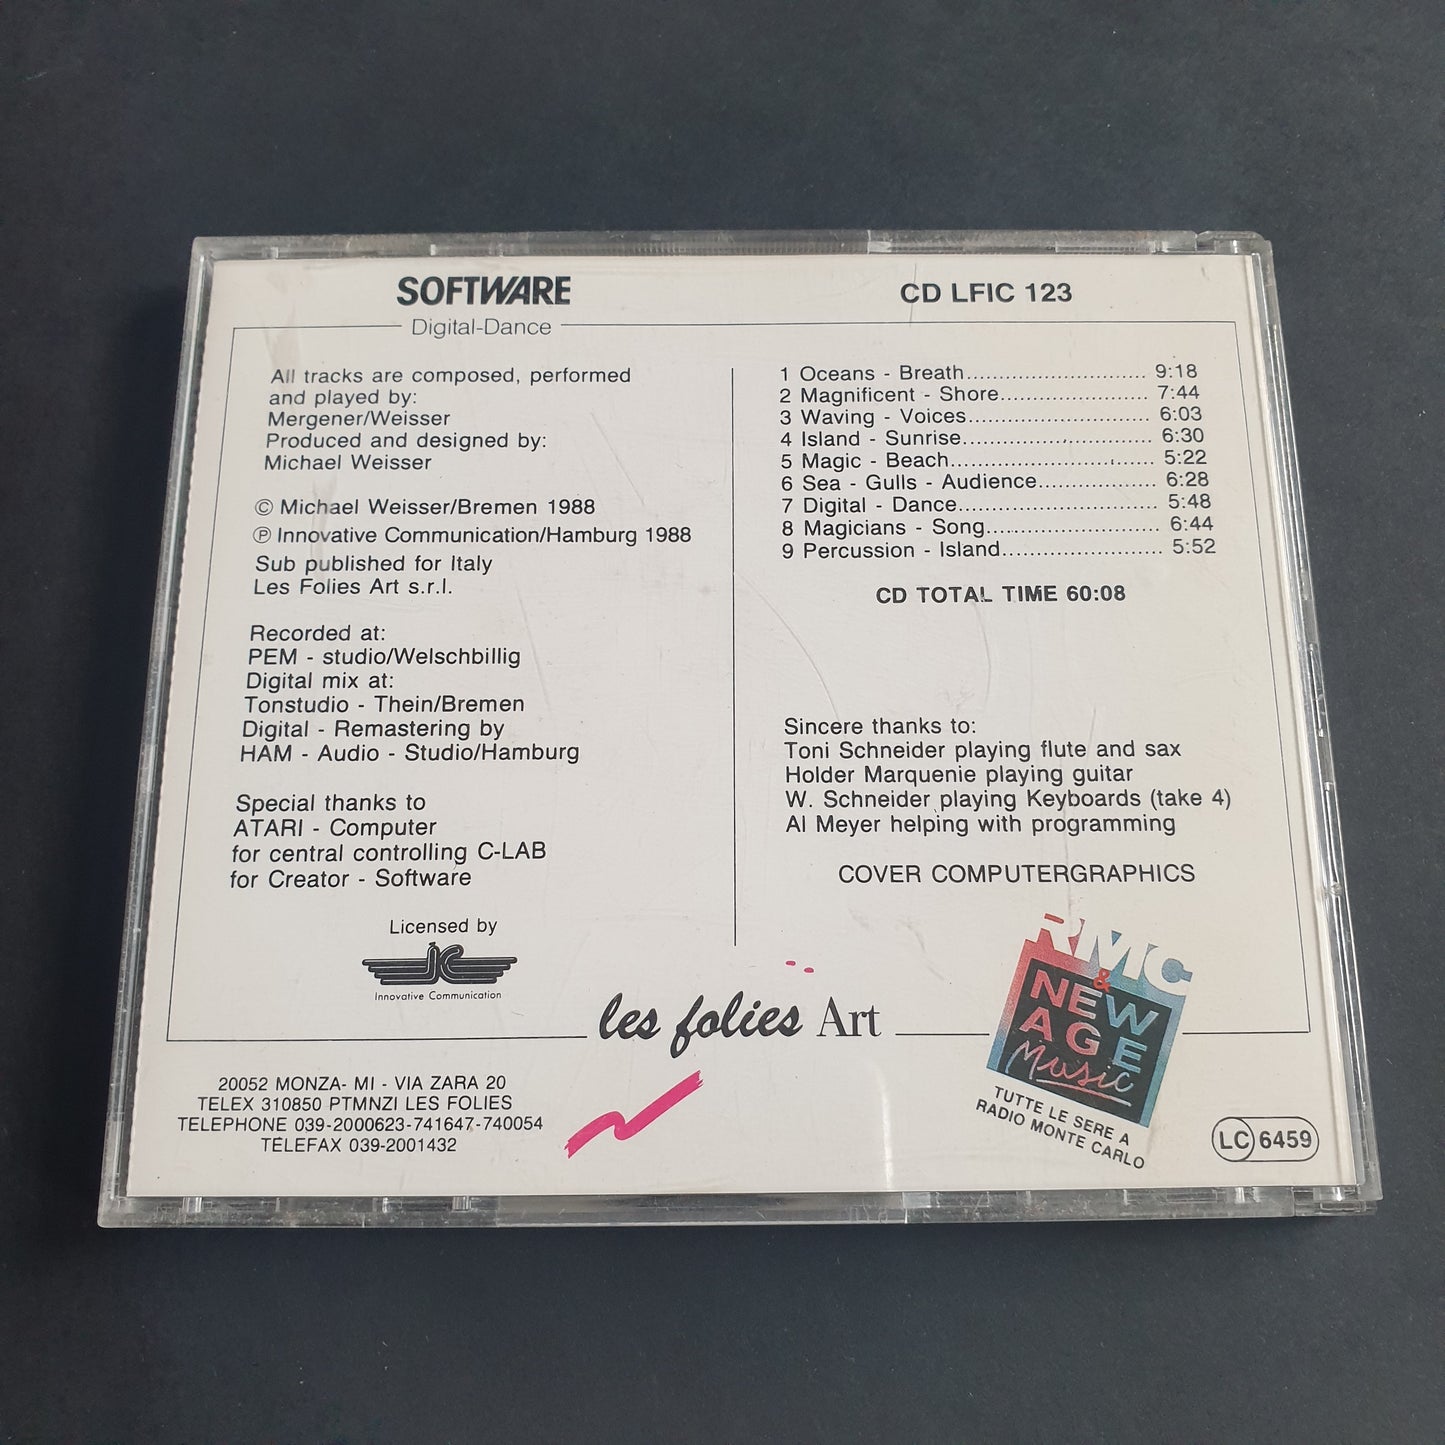 SOFTWARE
Digital-Dance
CD LFIC 123
All tracks are composed, performed
and played by:
Mergener/Weisser
Produced and designed by:
Michael Weisser
© Michael Weisser/Bremen 1988
℗ Innovative Communication/Hamburg 1988
Sub published for Italy
Les Folies Art s.r.l.
Recorded at:
PEM - studio/Welschbillig
Digital mix at:
Tonstudio - Thein/Bremen
Digital - Remastering by
HAM - Audio - Studio/Hamburg
Special thanks to
ATARI - Computer
for central controlling C-LAB
for Creator - Software
Licensed by
IC
Innovative Communication
1 Oceans - Breath........................... 9:18
2 Magnificent - Shore...................... 7:44
3 Waving - Voices............................ 6:03
4 Island - Sunrise............................. 6:30
5 Magic - Beach............................... 5:22
6 Sea - Gulls - Audience.................. 6:28
7 Digital - Dance.............................. 5:48
8 Magicians - Song.......................... 6:44
9 Percussion - Island........................ 5:52
CD TOTAL TIME 60:08
Sincere thanks to:
Toni Schneider playing flute and sax
Holder Marquenie playing guitar
W. Schneider playing Keyboards (take 4)
Al Meyer helping with programming
COVER COMPUTERGRAPHICS
les folies Art
20052 MONZA- MI - VIA ZARA 20
TELEX 310850 PTMNZI LES FOLIES
TELEPHONE 039-2000623-741647-740054
TELEFAX 039-2001432
RMC
&
NEW
AGE
Music
TUTTE LE SERE A
RADIO MONTE CARLO
LC 6459